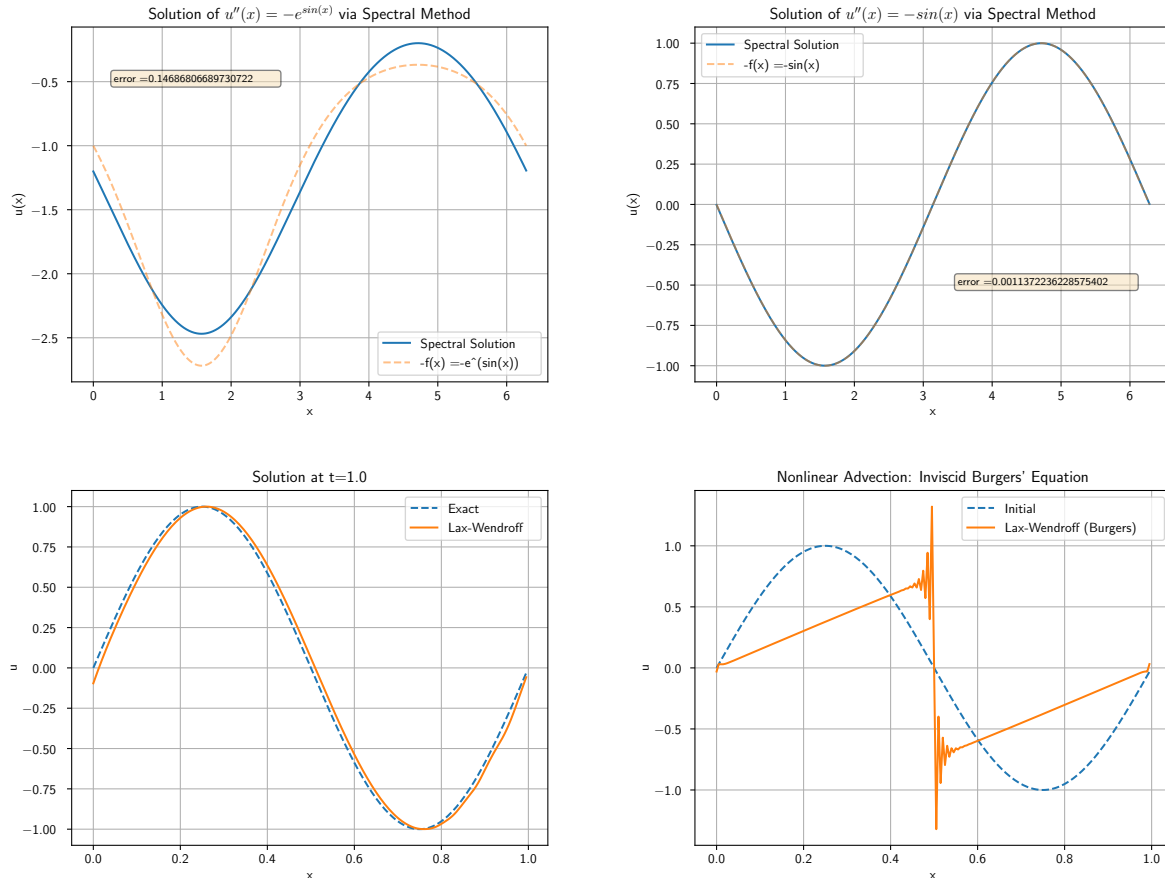 Solution of u''(x) = −e^{sin(x)} via Spectral Method
error =0.14686806689730722
−0.5
−1.0
−1.5
−2.0
−2.5
u(x)
Spectral Solution
-f(x) =-e^(sin(x))
0 1 2 3 4 5 6
x
Solution of u''(x) = −sin(x) via Spectral Method
Spectral Solution
-f(x) =-sin(x)
1.00
0.75
0.50
0.25
0.00
−0.25
−0.50
−0.75
−1.00
u(x)
error =0.0011372236228575402
0 1 2 3 4 5 6
x
Solution at t=1.0
Exact
Lax-Wendroff
1.00
0.75
0.50
0.25
0.00
−0.25
−0.50
−0.75
−1.00
u
0.0 0.2 0.4 0.6 0.8 1.0
x
Nonlinear Advection: Inviscid Burgers' Equation
Initial
Lax-Wendroff (Burgers)
1.0
0.5
0.0
−0.5
−1.0
u
0.0 0.2 0.4 0.6 0.8 1.0
x